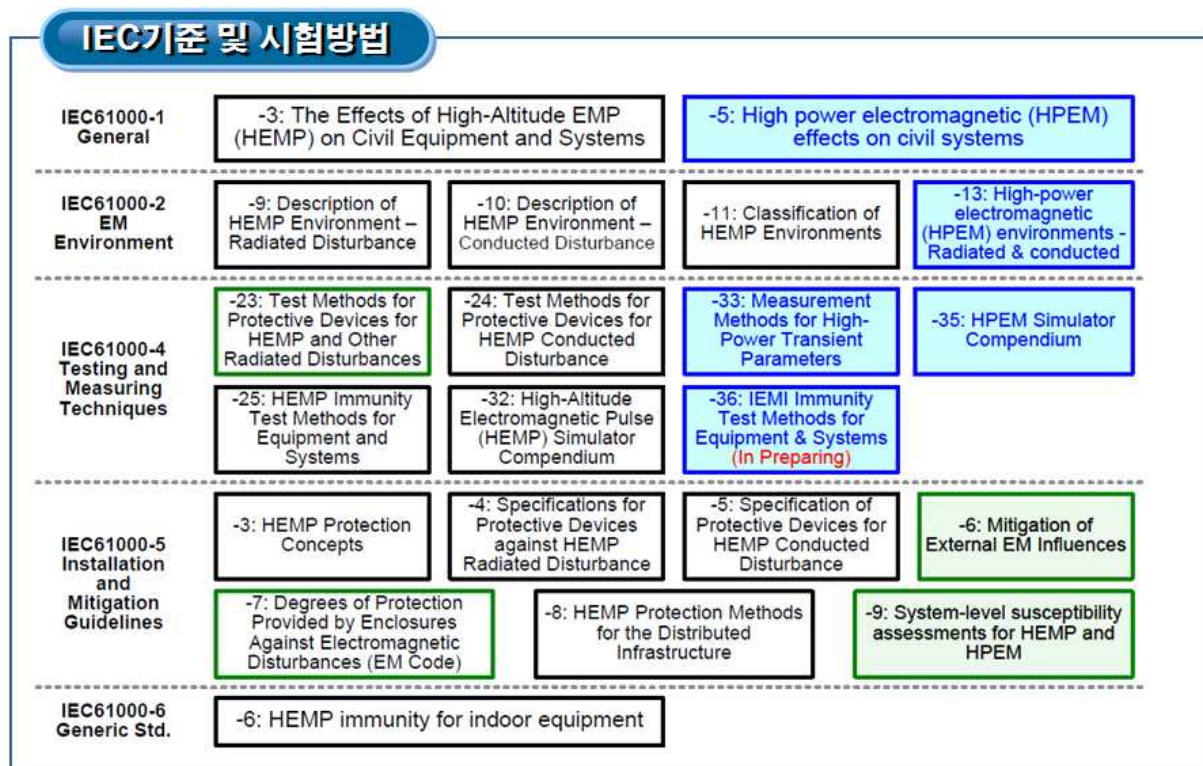 IEC기준 및 시험방법
IEC61000-1
General
-3: The Effects of High-Altitude EMP
(HEMP) on Civil Equipment and Systems
-5: High power electromagnetic (HPEM)
effects on civil systems
IEC61000-2
EM
Environment
-9: Description of
HEMP Environment –
Radiated Disturbance
-10: Description of
HEMP Environment –
Conducted Disturbance
-11: Classification of
HEMP Environments
-13: High-power
electromagnetic
(HPEM) environments -
Radiated & conducted
IEC61000-4
Testing and
Measuring
Techniques
-23: Test Methods for
Protective Devices for
HEMP and Other
Radiated Disturbances
-24: Test Methods for
Protective Devices for
HEMP Conducted
Disturbance
-33: Measurement
Methods for High-
Power Transient
Parameters
-35: HPEM Simulator
Compendium
-25: HEMP Immunity
Test Methods for
Equipment and
Systems
-32: High-Altitude
Electromagnetic Pulse
(HEMP) Simulator
Compendium
-36: IEMI Immunity
Test Methods for
Equipment & Systems
(In Preparing)
IEC61000-5
Installation
and
Mitigation
Guidelines
-3: HEMP Protection
Concepts
-4: Specifications for
Protective Devices
against HEMP
Radiated Disturbance
-5: Specification of
Protective Devices for
HEMP Conducted
Disturbance
-6: Mitigation of
External EM Influences
-7: Degrees of Protection
Provided by Enclosures
Against Electromagnetic
Disturbances (EM Code)
-8: HEMP Protection Methods
for the Distributed
Infrastructure
-9: System-level susceptibility
assessments for HEMP and
HPEM
IEC61000-6
Generic Std.
-6: HEMP immunity for indoor equipment